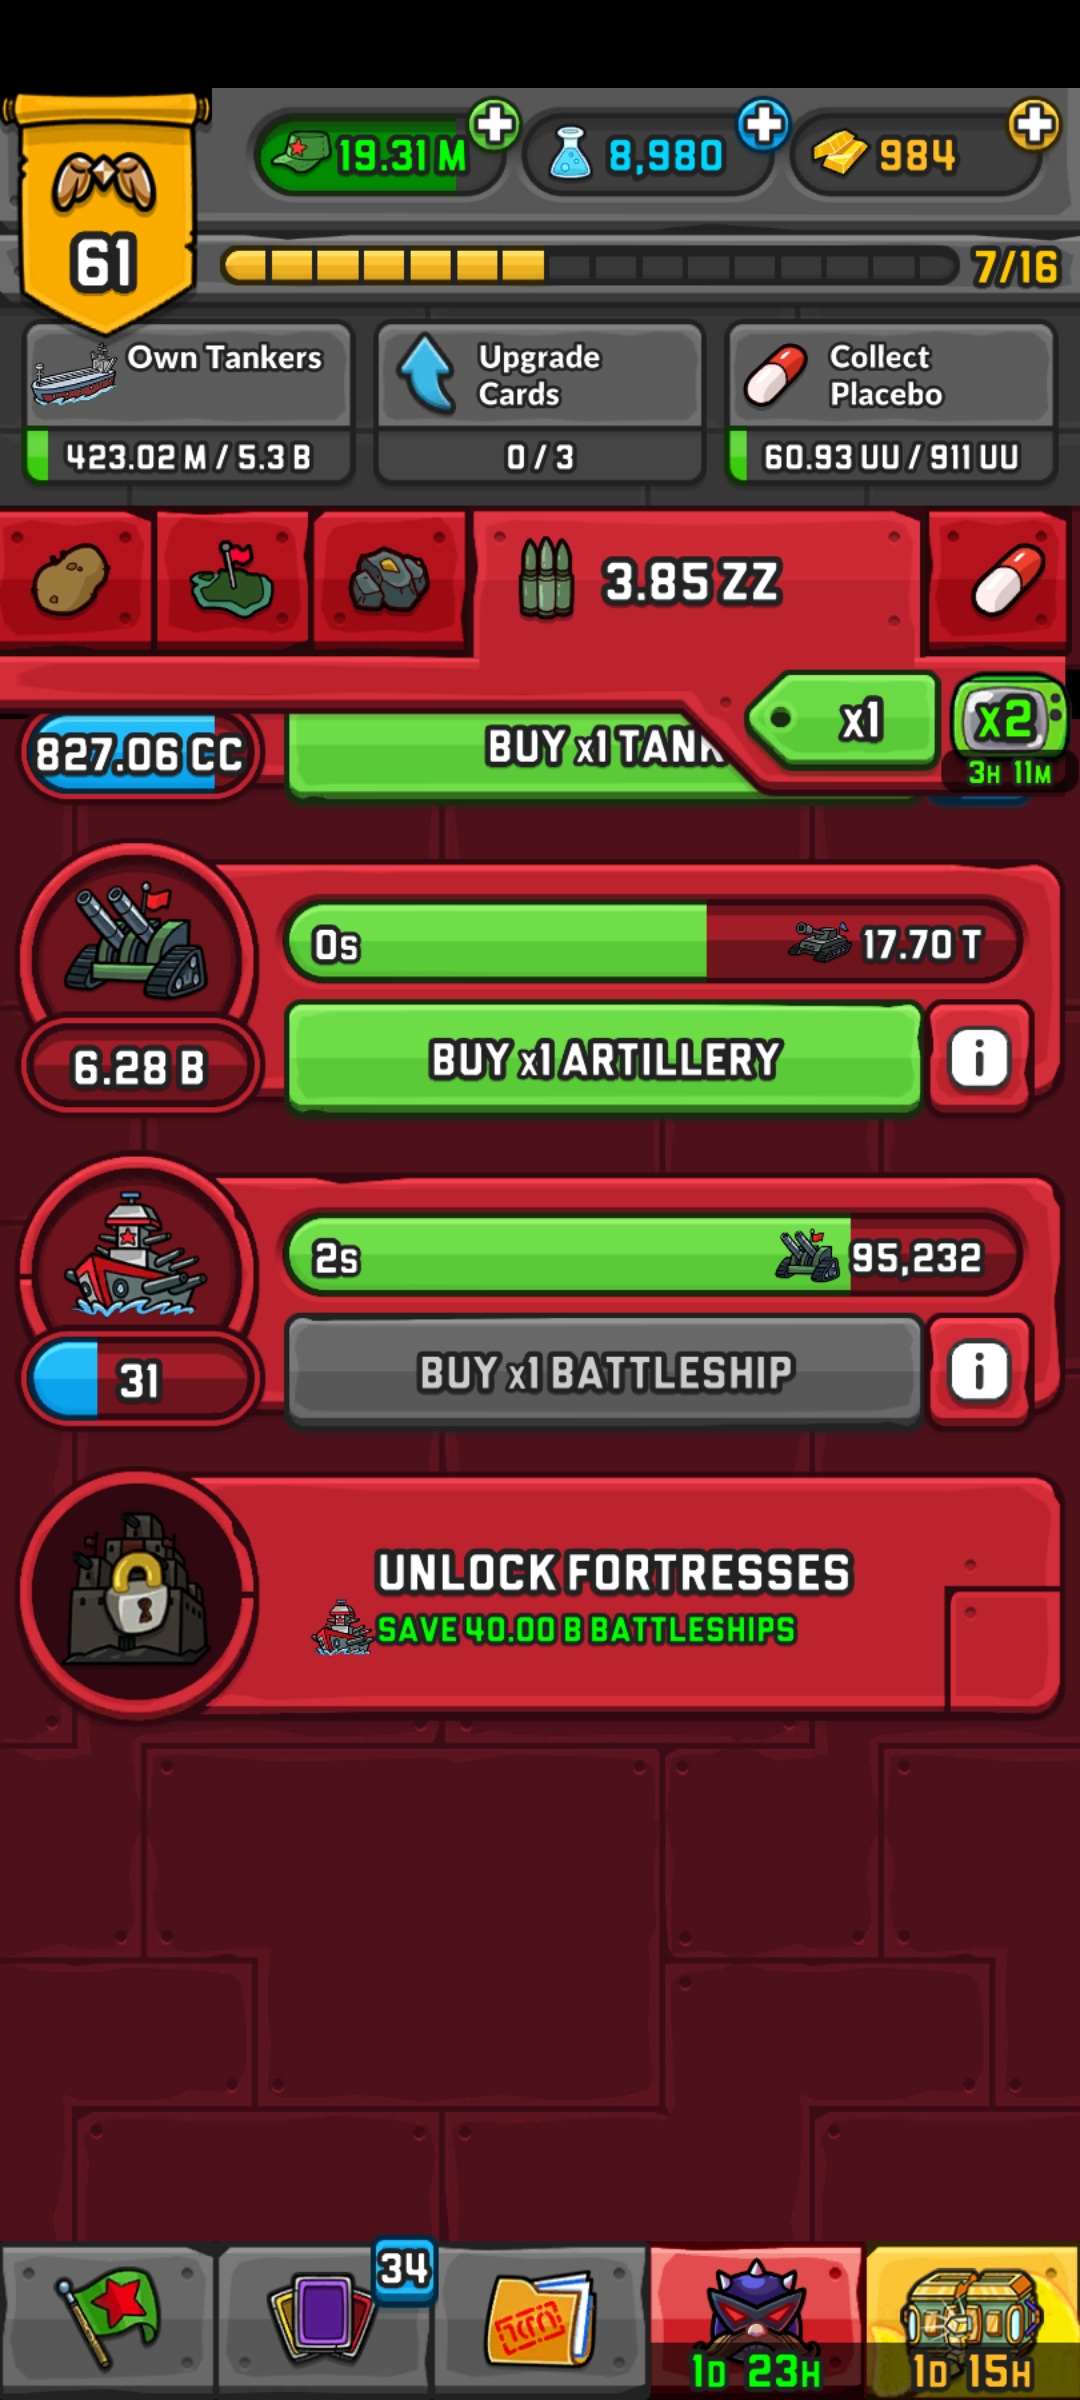 19.31 M
8,980
984
61
7/16
Own Tankers
423.02 M / 5.3 B
Upgrade
Cards
0 / 3
Collect
Placebo
60.93 UU / 911 UU
3.85 ZZ
x1
x2
3H 11M
827.06 CC
BUY x1 TANK
0s
17.70 T
6.28 B
BUY x1 ARTILLERY
i
2s
95,232
31
BUY x1 BATTLESHIP
i
UNLOCK FORTRESSES
SAVE 40.00 B BATTLESHIPS
34
1D 23H
1D 15H